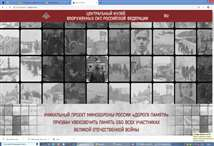 ЦЕНТРАЛЬНЫЙ МУЗЕЙ
ВООРУЖЕННЫХ СИЛ РОССИЙСКОЙ ФЕДЕРАЦИИ
RU
УНИКАЛЬНЫЙ ПРОЕКТ МИНОБОРОНЫ РОССИИ «ДОРОГА ПАМЯТИ»
ПРИЗВАН УВЕКОВЕЧИТЬ ПАМЯТЬ ОБО ВСЕХ УЧАСТНИКАХ
ВЕЛИКОЙ ОТЕЧЕСТВЕННОЙ ВОЙНЫ